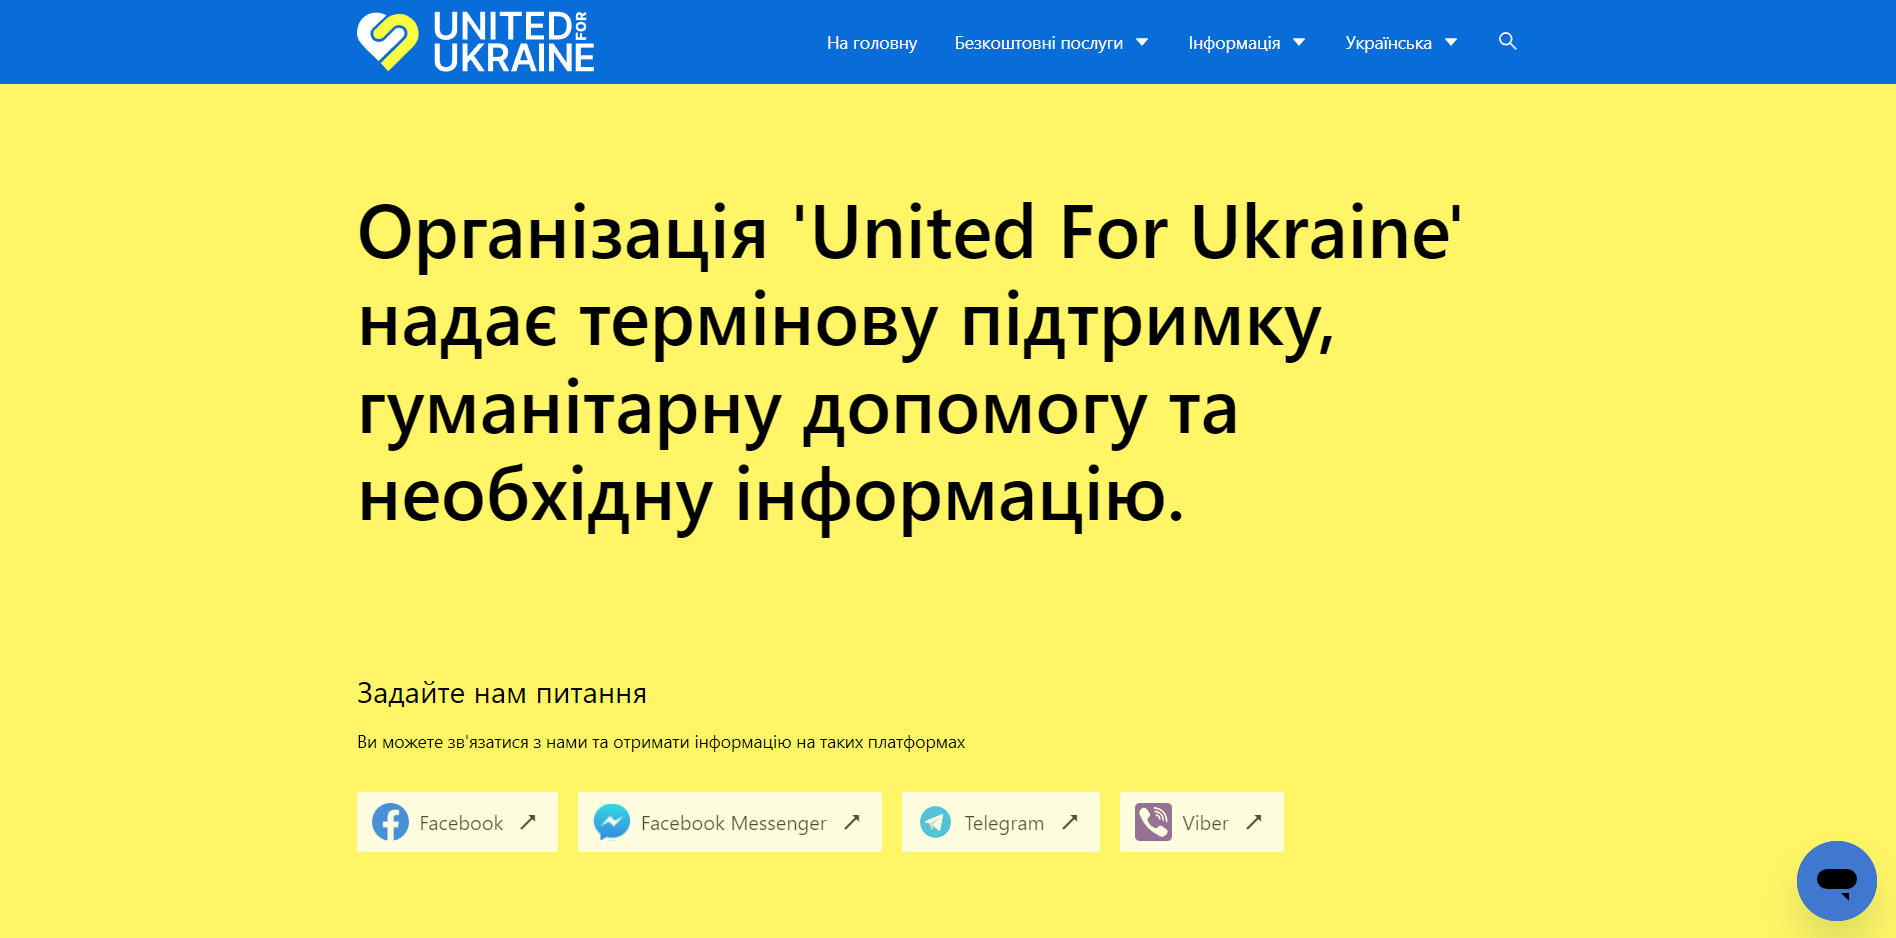 UNITED FOR
UKRAINE
На головну
Безкоштовні послуги
Інформація
Українська
Організація 'United For Ukraine'
надає термінову підтримку,
гуманітарну допомогу та
необхідну інформацію.
Задайте нам питання
Ви можете зв'язатися з нами та отримати інформацію на таких платформах
Facebook
Facebook Messenger
Telegram
Viber